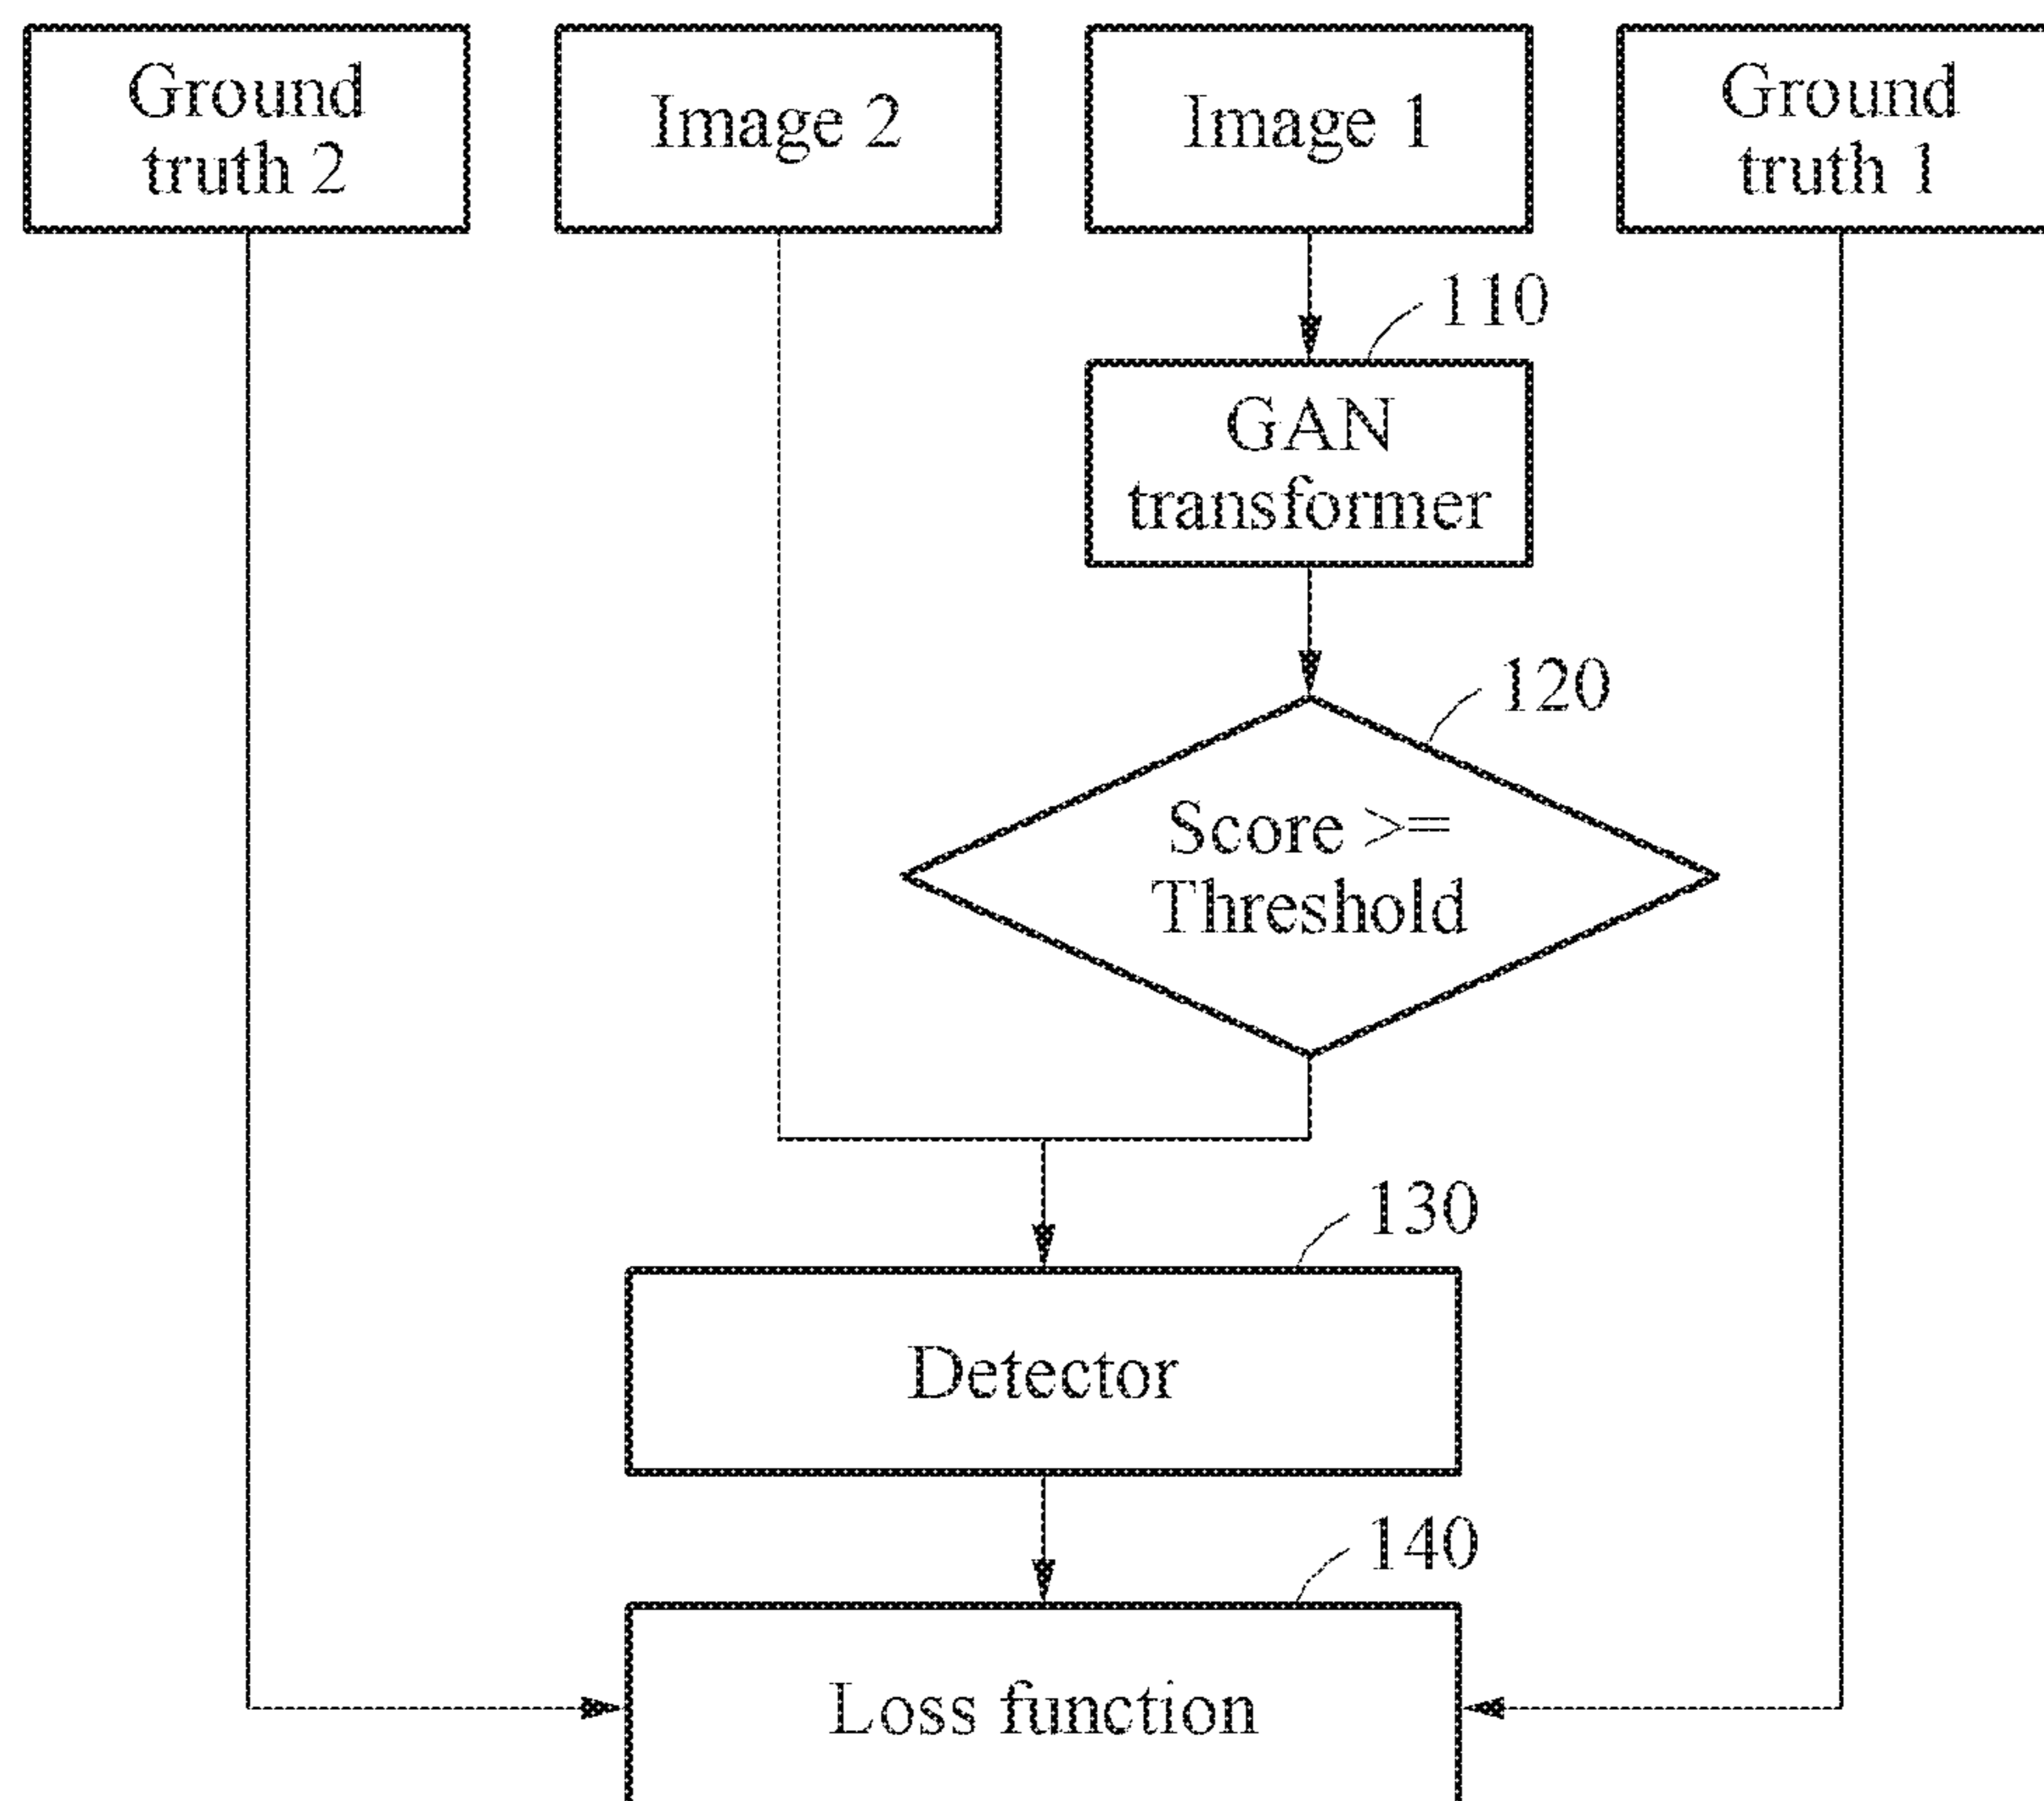 Ground
truth 2
Image 2
Image 1
Ground
truth 1
110
GAN
transformer
120
Score >=
Threshold
130
Detector
140
Loss function